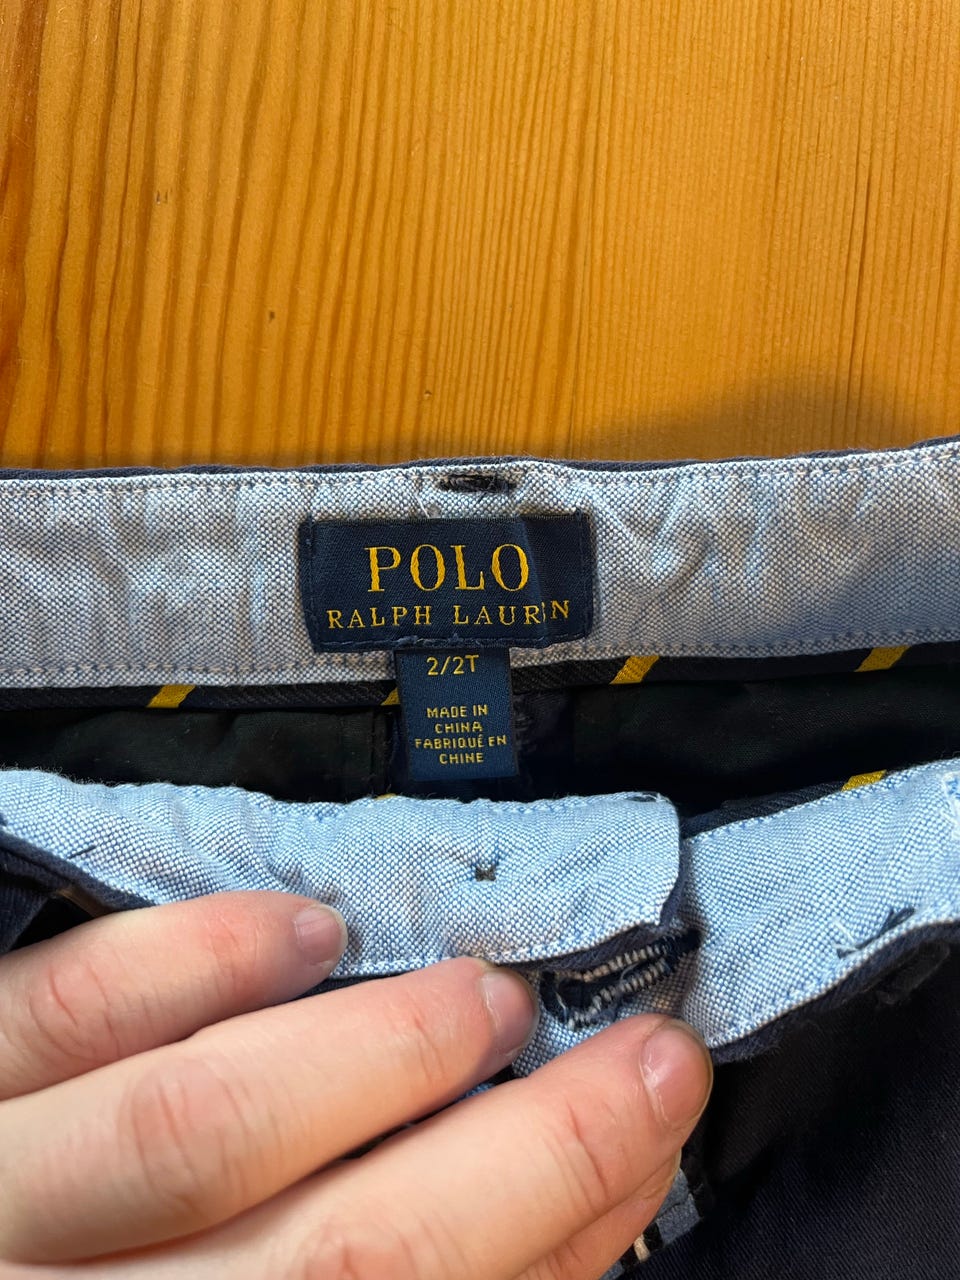 POLO
RALPH LAUREN
2/2T
MADE IN
CHINA
FABRIQUÉ EN
CHINE